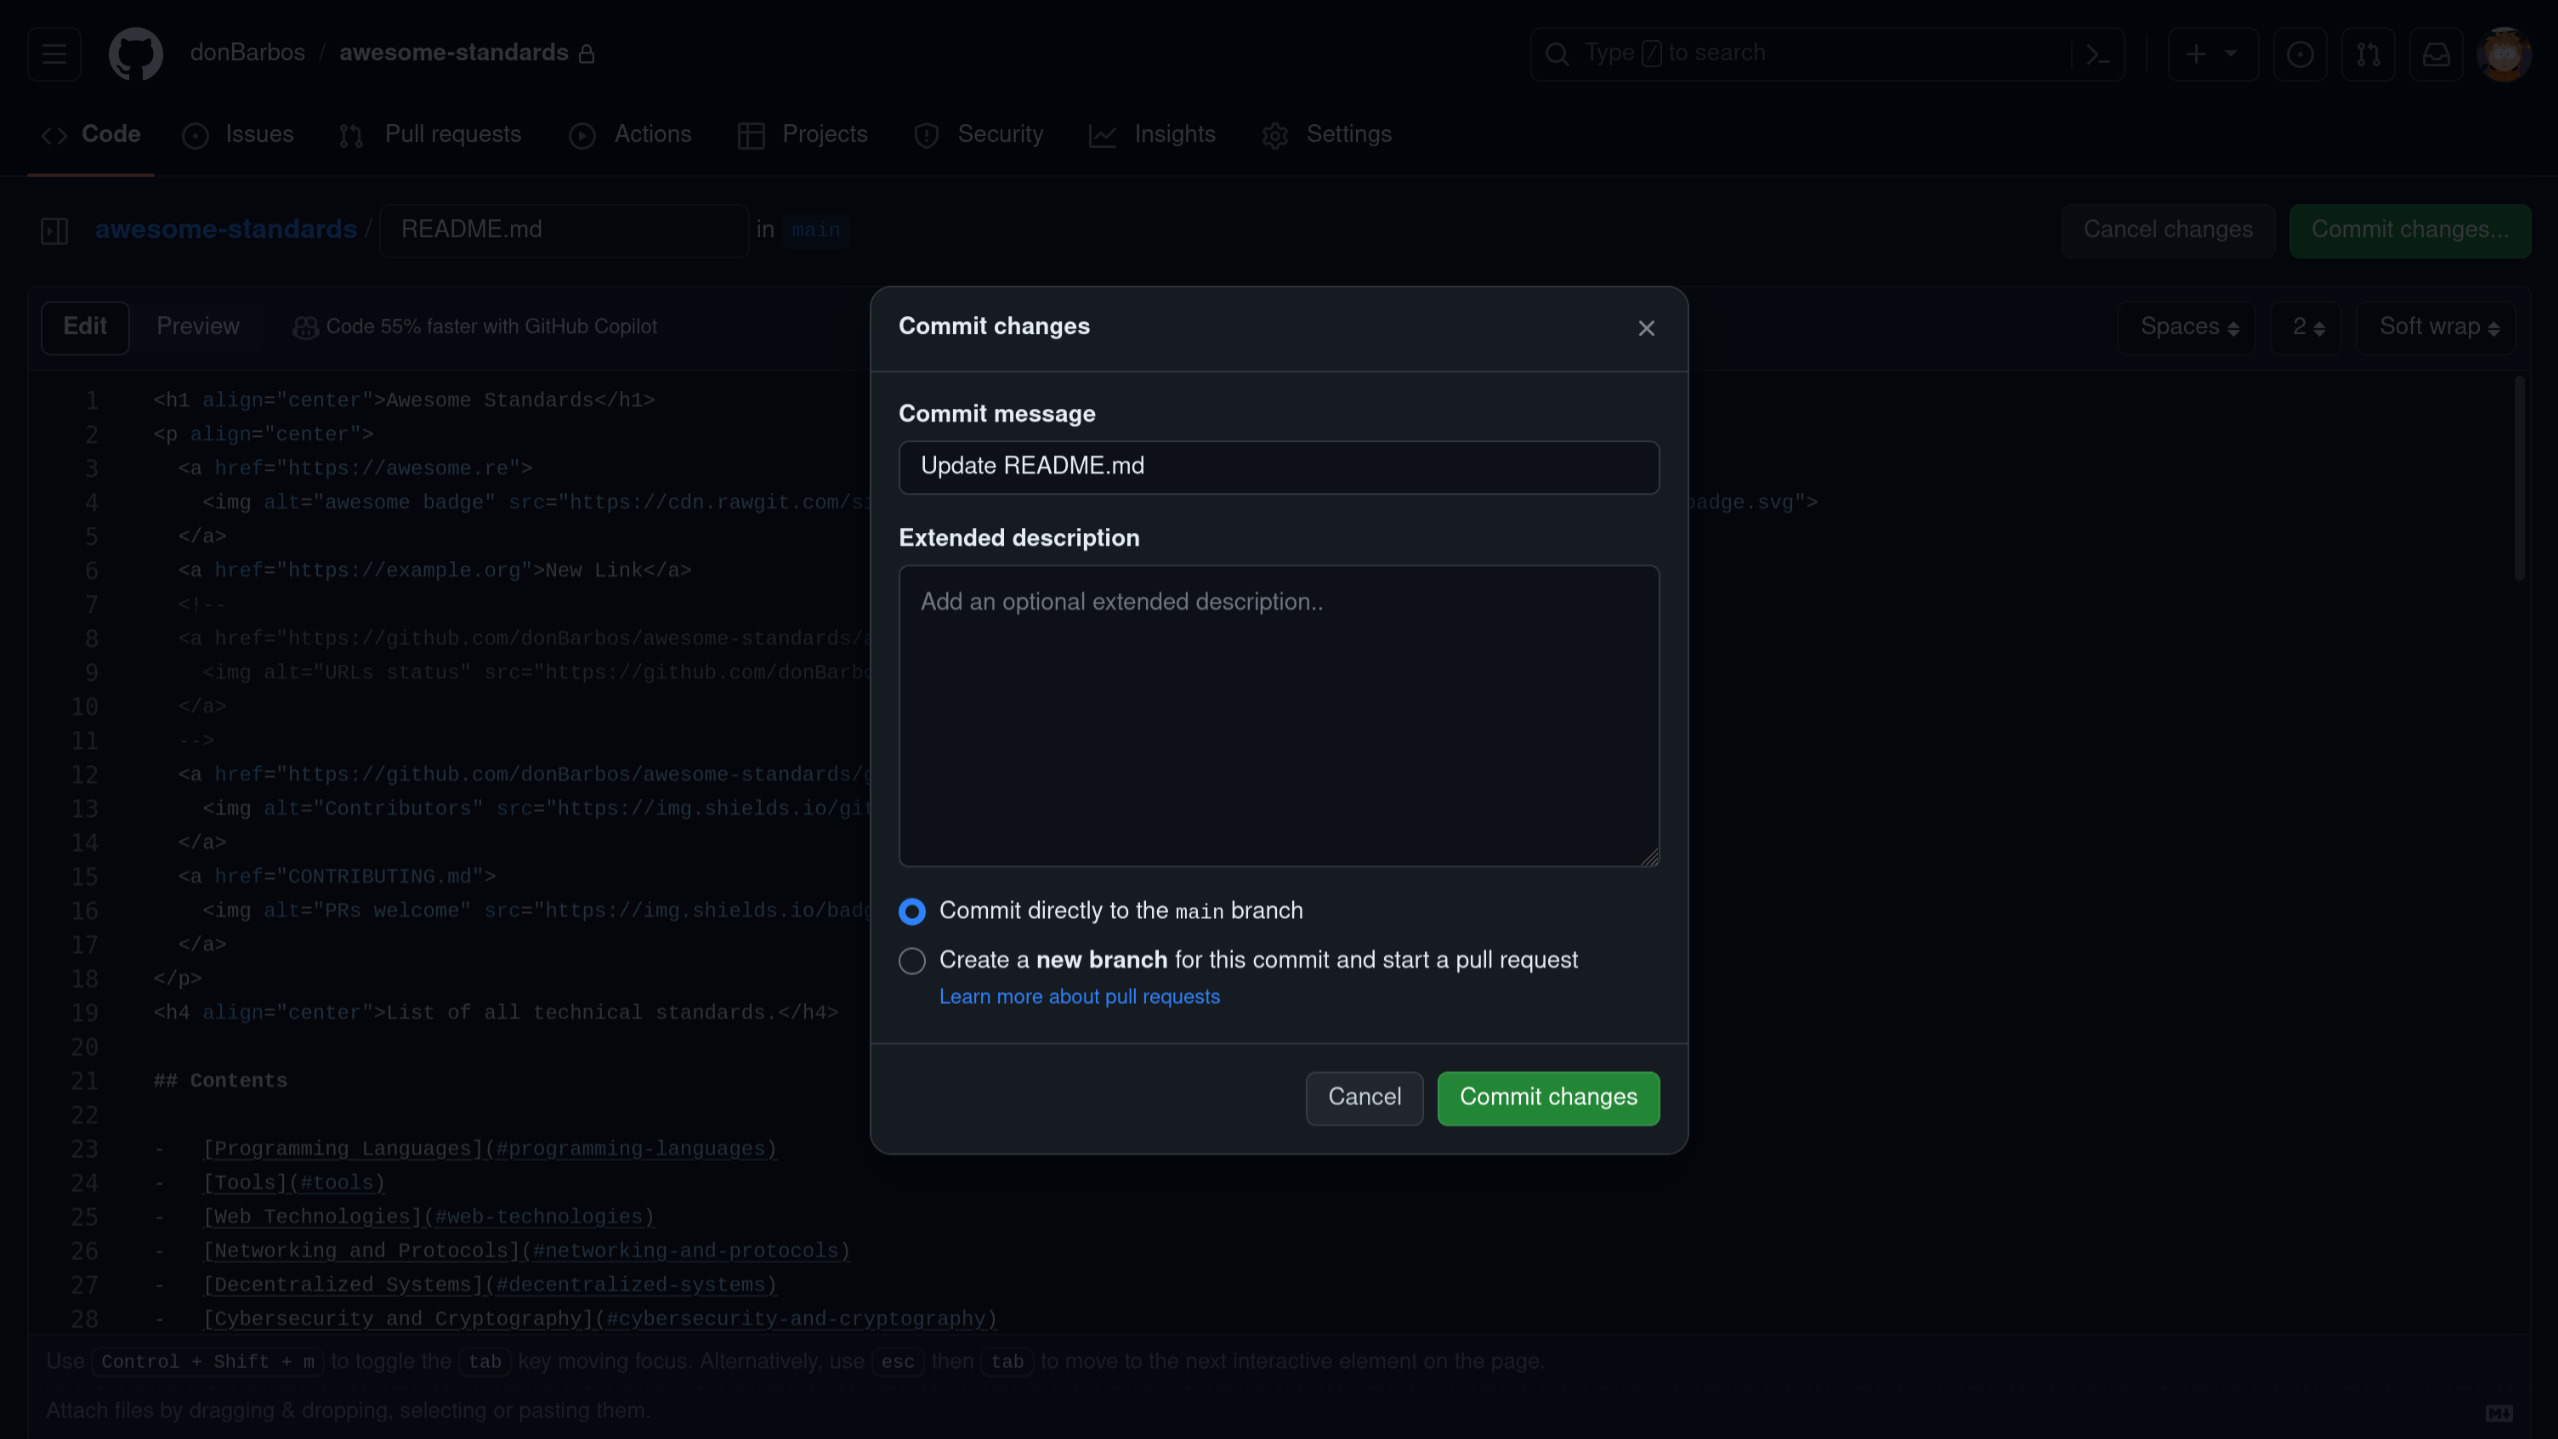 donBarbos / awesome-standards
Type / to search
Code Issues Pull requests Actions Projects Security Insights Settings
awesome-standards / README.md in main
Cancel changes Commit changes...
Edit Preview Code 55% faster with GitHub Copilot
Spaces 2 Soft wrap
Commit changes
Commit message
Update README.md
Extended description
Add an optional extended description..
Commit directly to the main branch
Create a new branch for this commit and start a pull request
Learn more about pull requests
Cancel Commit changes
1 <h1 align="center">Awesome Standards</h1>
2 <p align="center">
3 <a href="https://awesome.re">
4 <img alt="awesome badge" src="https://cdn.rawgit.com/si badge.svg">
5 </a>
6 <a href="https://example.org">New Link</a>
7 <!--
8 <a href="https://github.com/donBarbos/awesome-standards/a
9 <img alt="URLs status" src="https://github.com/donBarbo
10 </a>
11 -->
12 <a href="https://github.com/donBarbos/awesome-standards/g
13 <img alt="Contributors" src="https://img.shields.io/git
14 </a>
15 <a href="CONTRIBUTING.md">
16 <img alt="PRs welcome" src="https://img.shields.io/badg
17 </a>
18 </p>
19 <h4 align="center">List of all technical standards.</h4>
20
21 ## Contents
22
23 - [Programming Languages](#programming-languages)
24 - [Tools](#tools)
25 - [Web Technologies](#web-technologies)
26 - [Networking and Protocols](#networking-and-protocols)
27 - [Decentralized Systems](#decentralized-systems)
28 - [Cybersecurity and Cryptography](#cybersecurity-and-cryptography)
Use Control + Shift + m to toggle the tab key moving focus. Alternatively, use esc then tab to move to the next interactive element on the page.
Attach files by dragging & dropping, selecting or pasting them.